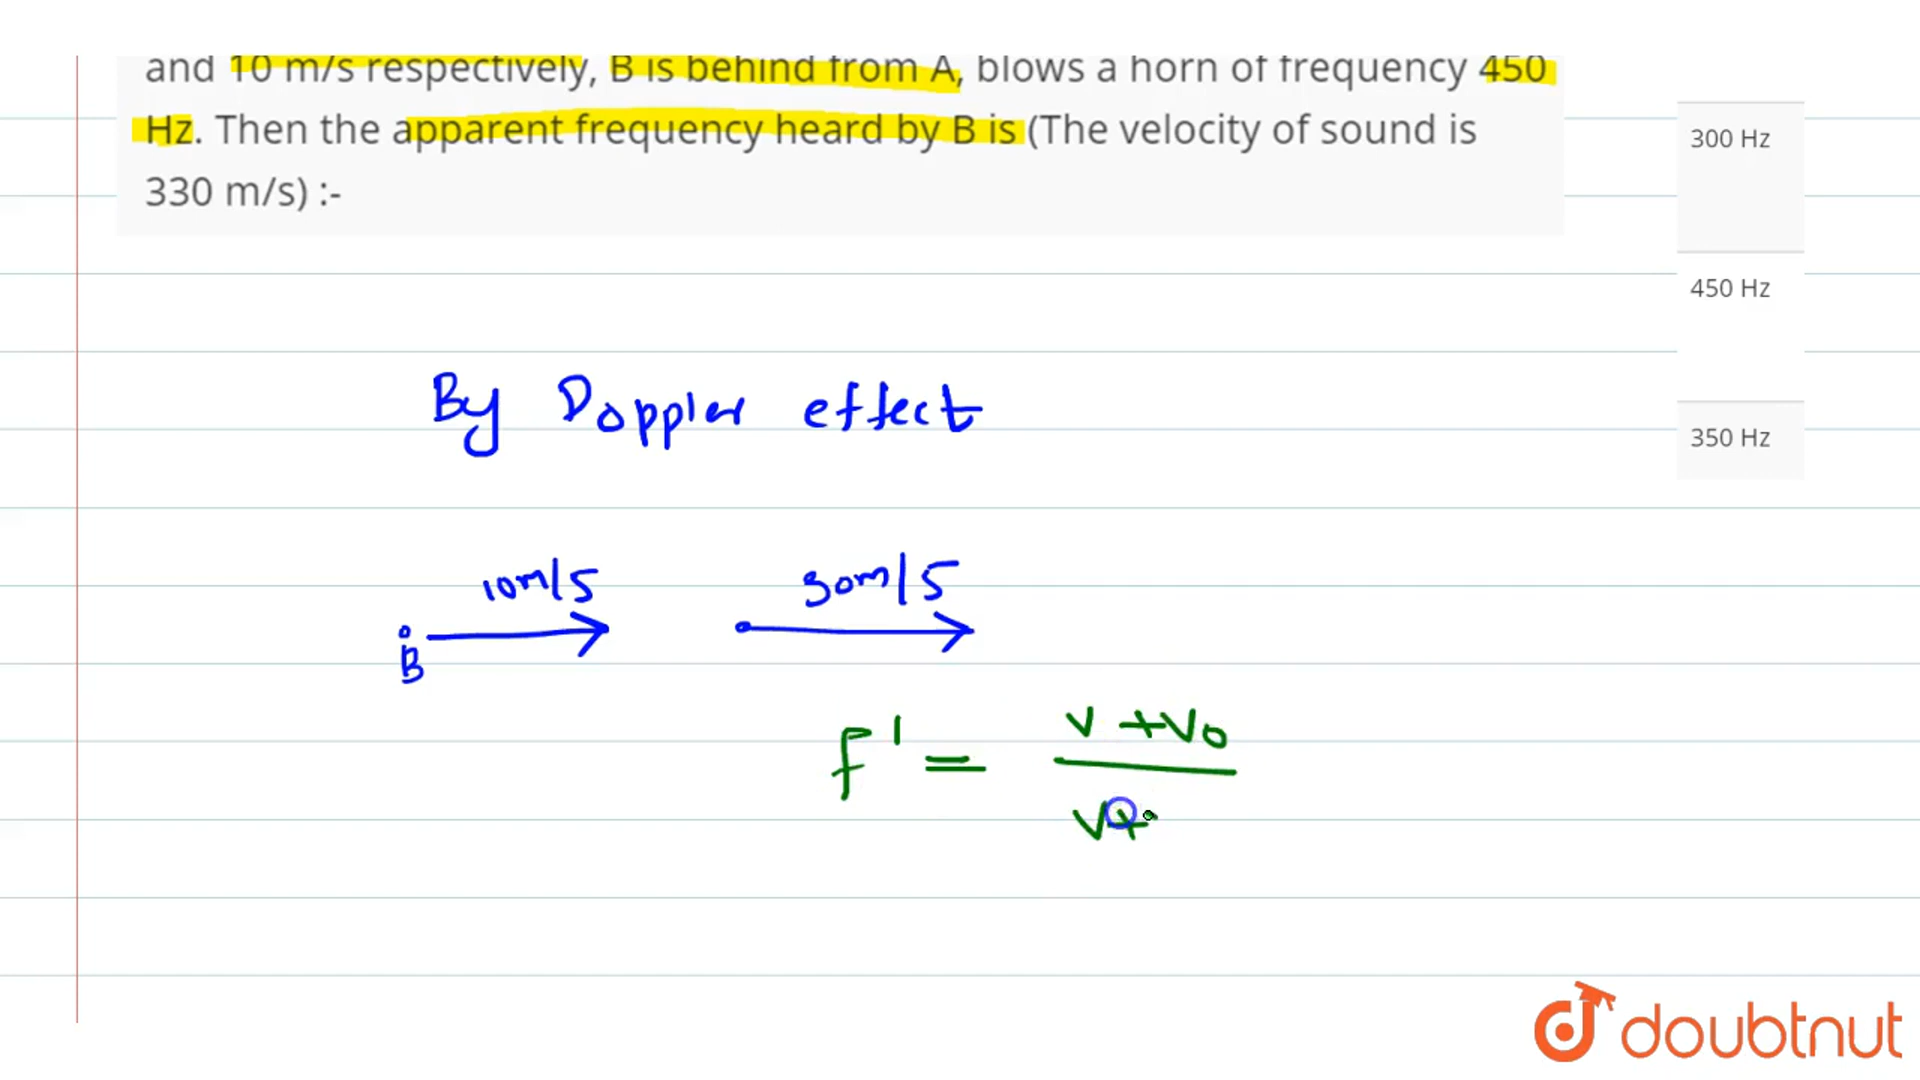 and 10 m/s respectively, B is behind from A, blows a horn of frequency 450
Hz. Then the apparent frequency heard by B is (The velocity of sound is
330 m/s) :-
300 Hz
450 Hz
350 Hz
By Doppler effect
10m/s
30m/s
B
f' =
v + v0
v+
doubtnut